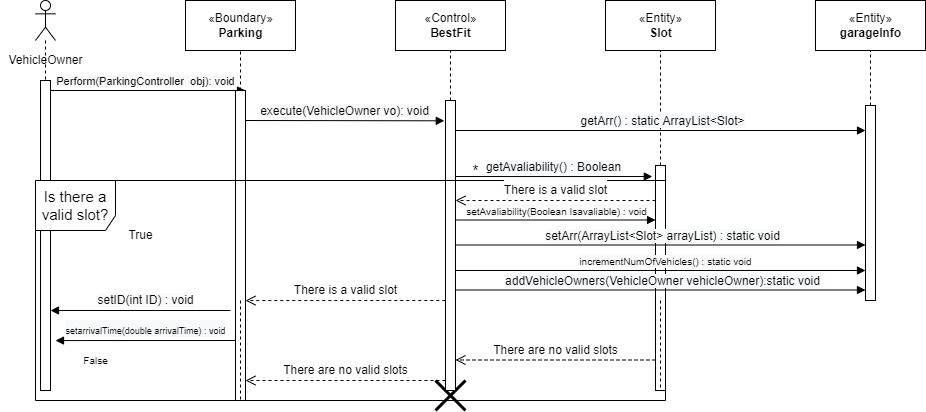 «Boundary»
Parking
«Control»
BestFit
«Entity»
Slot
«Entity»
garageInfo
VehicleOwner
Perform(ParkingController obj): void
execute(VehicleOwner vo): void
getArr() : static ArrayList<Slot>
* getAvaliability() : Boolean
Is there a
valid slot?
There is a valid slot
setAvaliability(Boolean Isavaliable) : void
True
setArr(ArrayList<Slot> arrayList) : static void
incrementNumOfVehicles() : static void
addVehicleOwners(VehicleOwner vehicleOwner):static void
There is a valid slot
setID(int ID) : void
setarrivalTime(double arrivalTime) : void
False
There are no valid slots
There are no valid slots